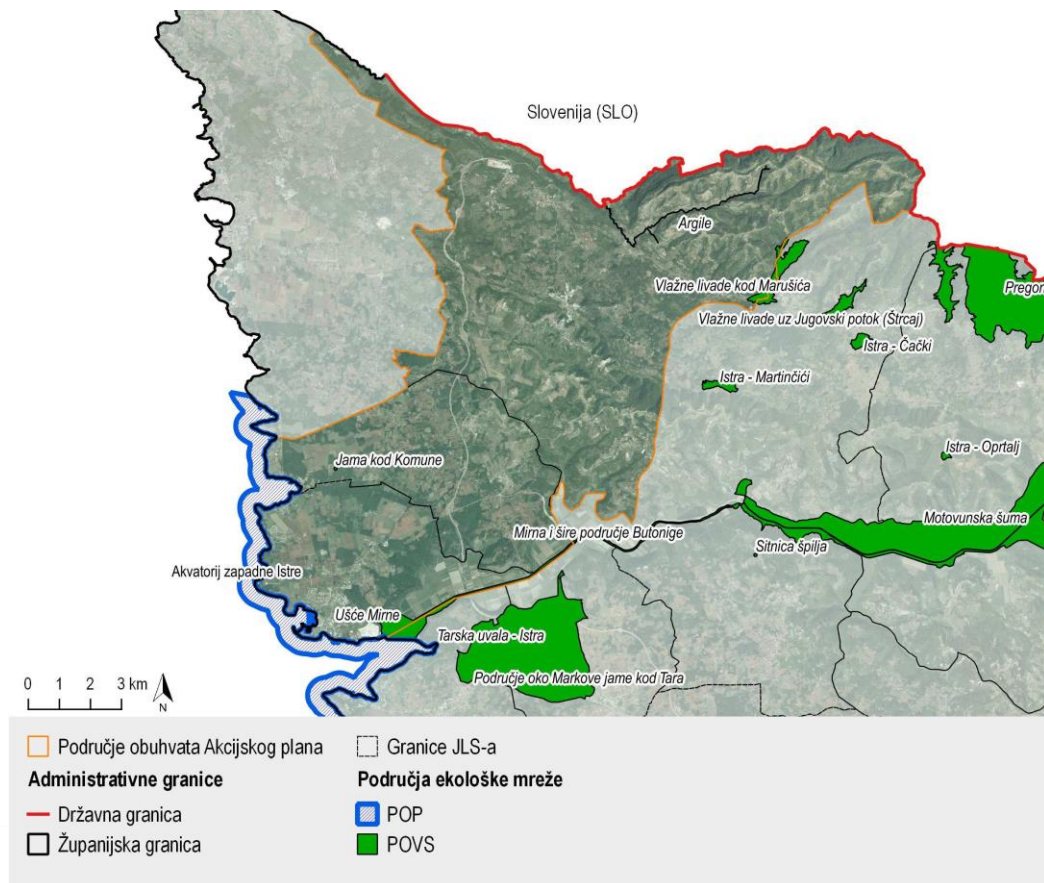 Slovenija (SLO)
Argile
Vlažne livade kod Marušića
Pregon
Vlažne livade uz Jugovski potok (Štrcaj)
Istra - Čački
Istra - Martinčići
Istra - Oprtalj
Jama kod Komune
Motovunska šuma
Mirna i šire područje Butonige
Sitnica špilja
Akvatorij zapadne Istre
Ušće Mirne
Tarska uvala - Istra
Područje oko Markove jame kod Tara
0 1 2 3 km
N
Područje obuhvata Akcijskog plana
Administrativne granice
Državna granica
Županijska granica
Granice JLS-a
Područja ekološke mreže
POP
POVS